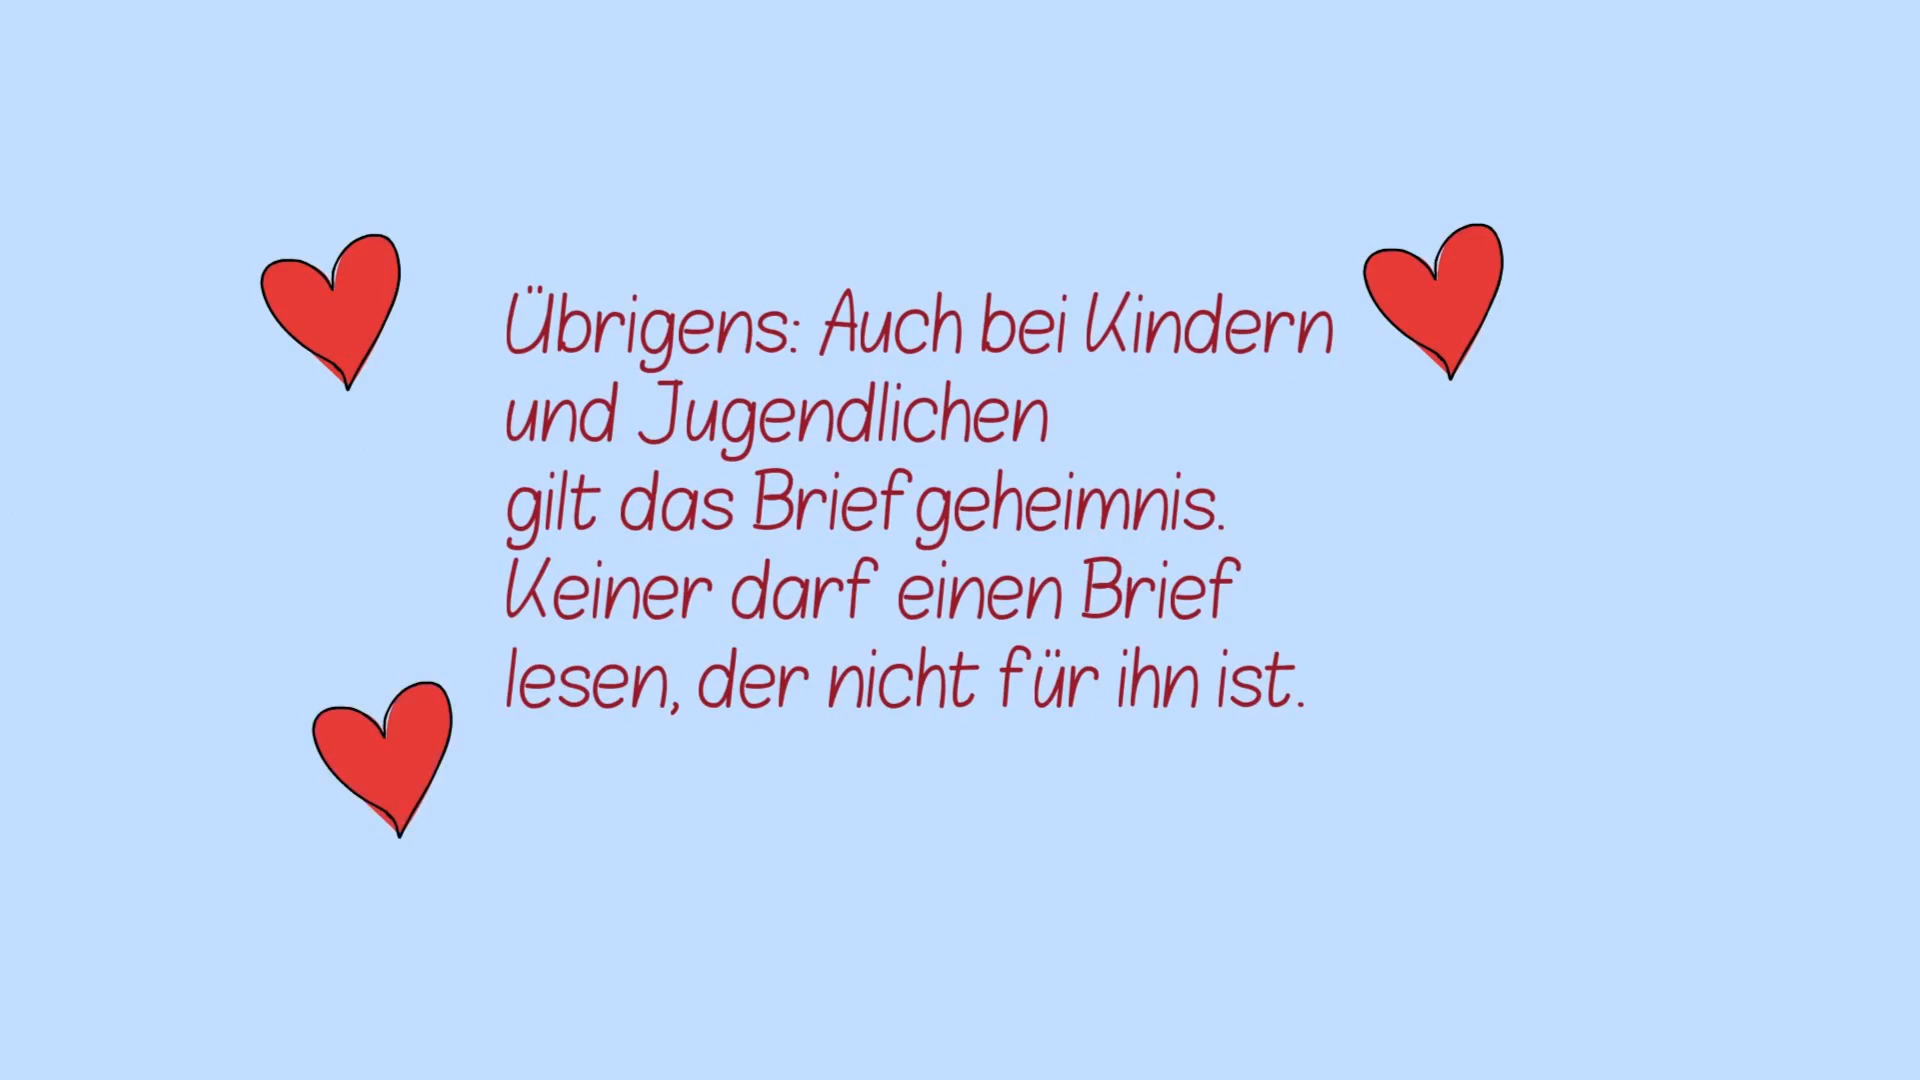 Übrigens: Auch bei Kindern
und Jugendlichen
gilt das Briefgeheimnis.
Keiner darf einen Brief
lesen, der nicht für ihn ist.